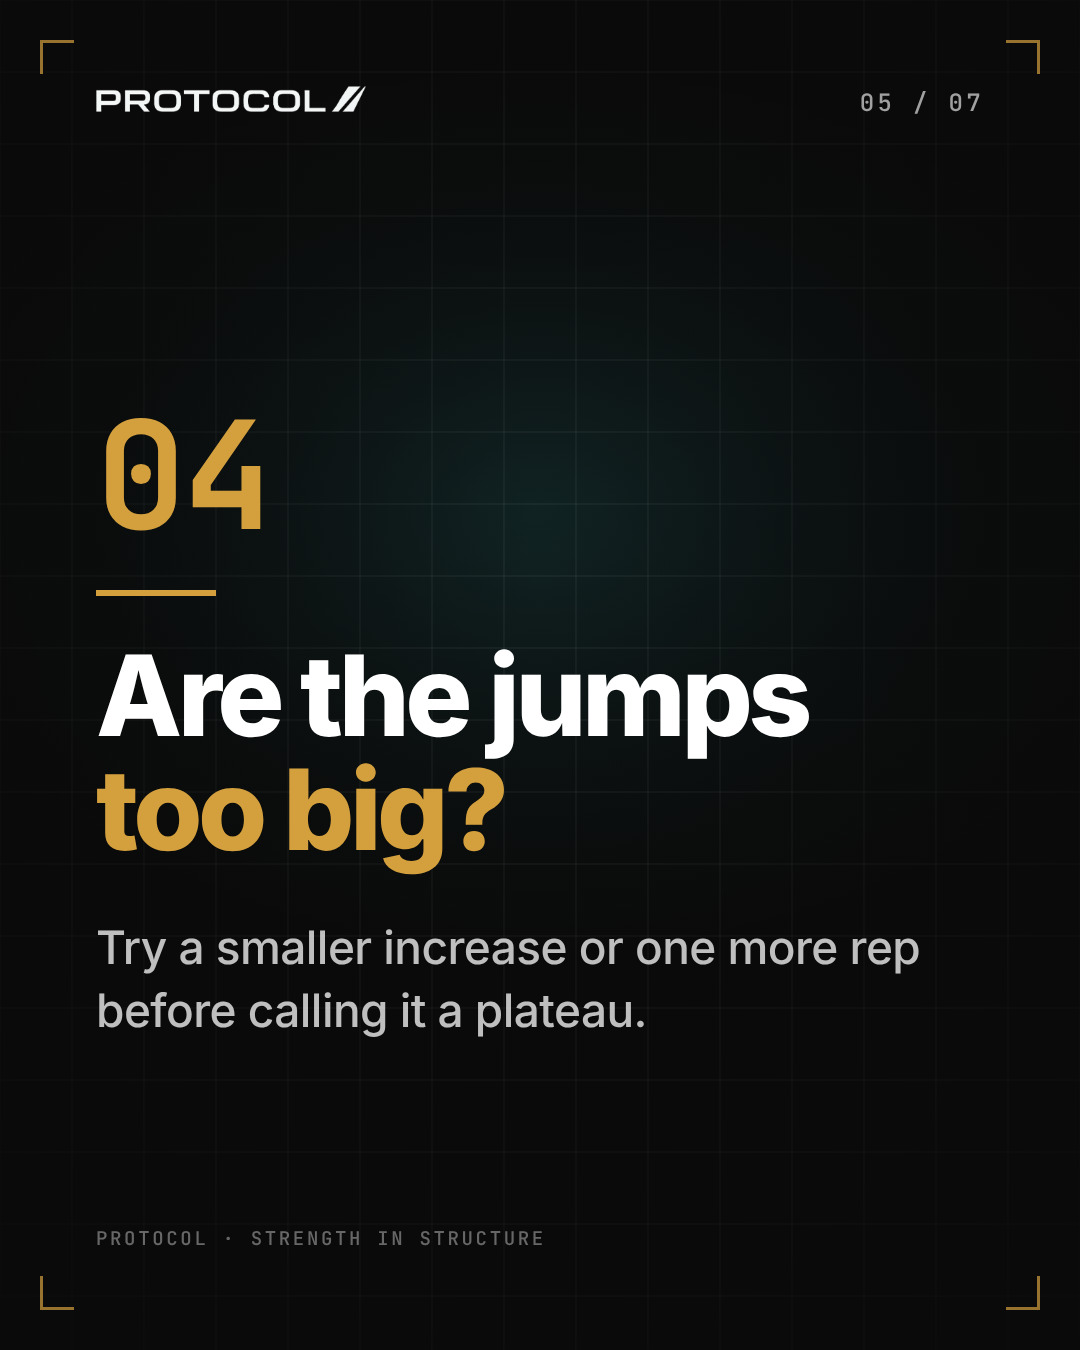 PROTOCOL
05 / 07
04
Are the jumps
too big?
Try a smaller increase or one more rep
before calling it a plateau.
PROTOCOL · STRENGTH IN STRUCTURE